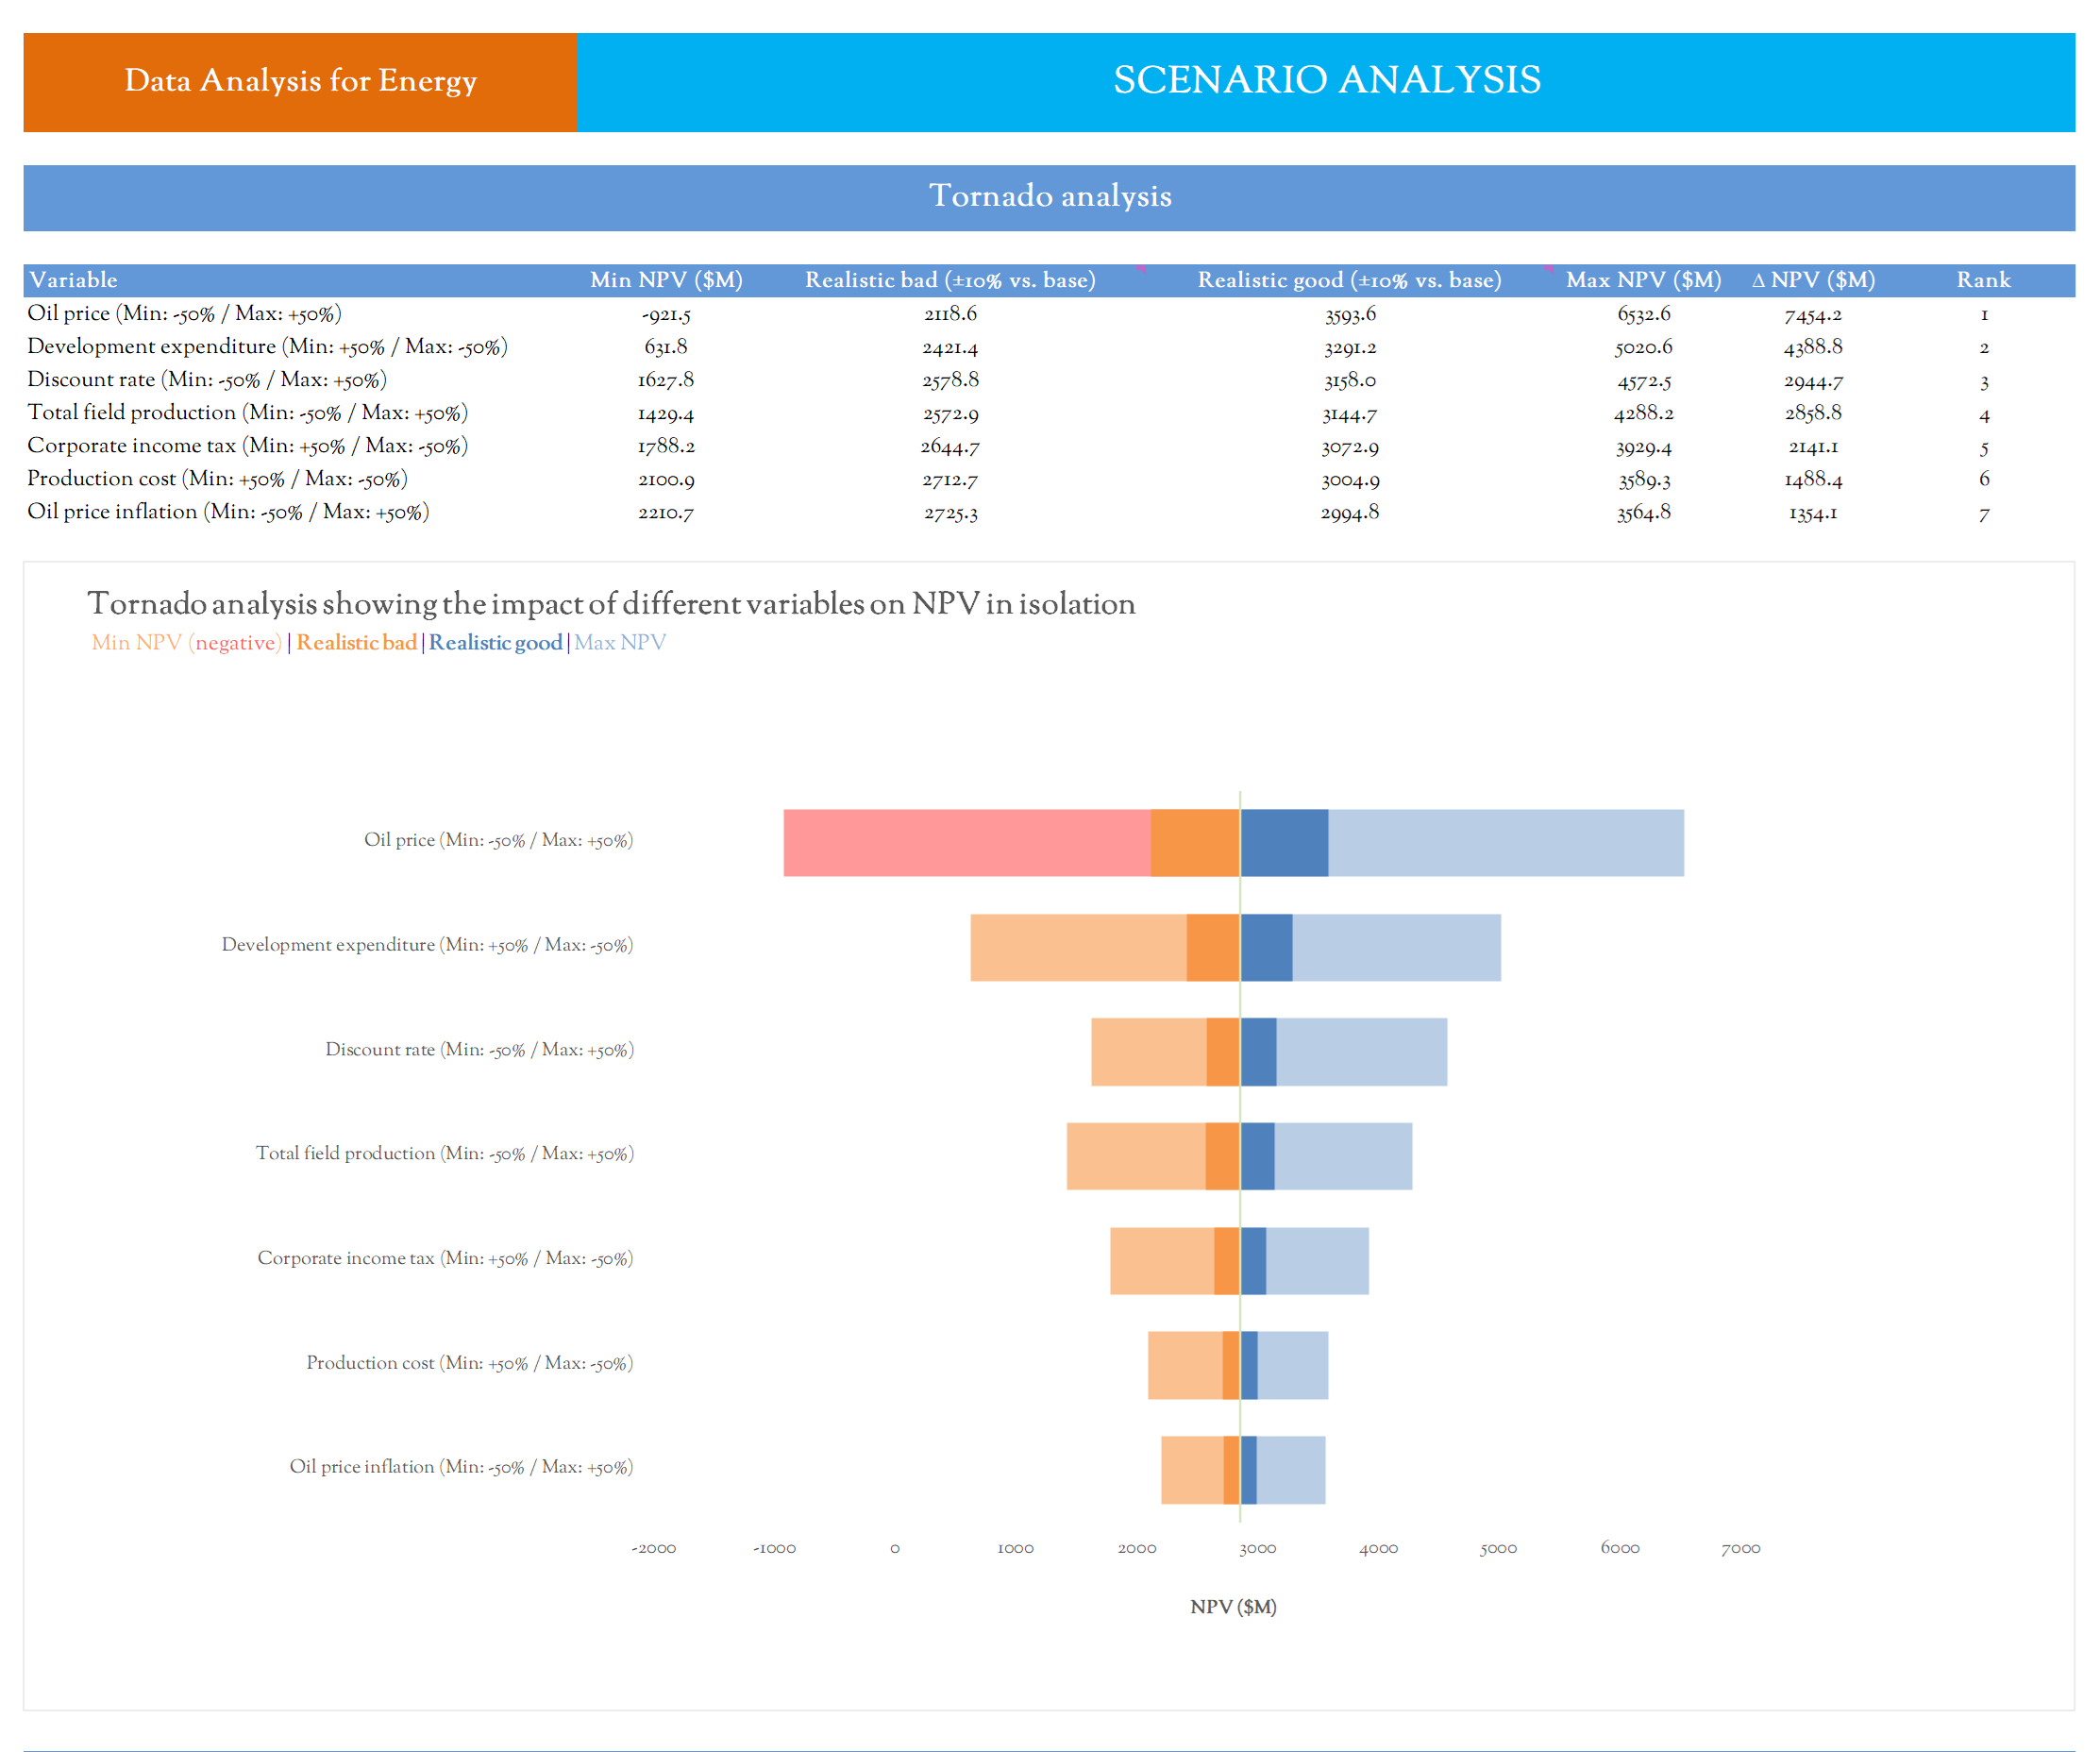 Data Analysis for Energy
SCENARIO ANALYSIS
Tornado analysis
Variable Min NPV ($M) Realistic bad (±10% vs. base) Realistic good (±10% vs. base) Max NPV ($M) Δ NPV ($M) Rank
Oil price (Min: -50% / Max: +50%) -921.5 2118.6 3593.6 6532.6 7454.2 1
Development expenditure (Min: +50% / Max: -50%) 631.8 2421.4 3291.2 5020.6 4388.8 2
Discount rate (Min: -50% / Max: +50%) 1627.8 2578.8 3158.0 4572.5 2944.7 3
Total field production (Min: -50% / Max: +50%) 1429.4 2572.9 3144.7 4288.2 2858.8 4
Corporate income tax (Min: +50% / Max: -50%) 1788.2 2644.7 3072.9 3929.4 2141.1 5
Production cost (Min: +50% / Max: -50%) 2100.9 2712.7 3004.9 3589.3 1488.4 6
Oil price inflation (Min: -50% / Max: +50%) 2210.7 2725.3 2994.8 3564.8 1354.1 7
Tornado analysis showing the impact of different variables on NPV in isolation
Min NPV (negative) | Realistic bad | Realistic good | Max NPV
Oil price (Min: -50% / Max: +50%)
Development expenditure (Min: +50% / Max: -50%)
Discount rate (Min: -50% / Max: +50%)
Total field production (Min: -50% / Max: +50%)
Corporate income tax (Min: +50% / Max: -50%)
Production cost (Min: +50% / Max: -50%)
Oil price inflation (Min: -50% / Max: +50%)
-2000 -1000 0 1000 2000 3000 4000 5000 6000 7000
NPV ($M)